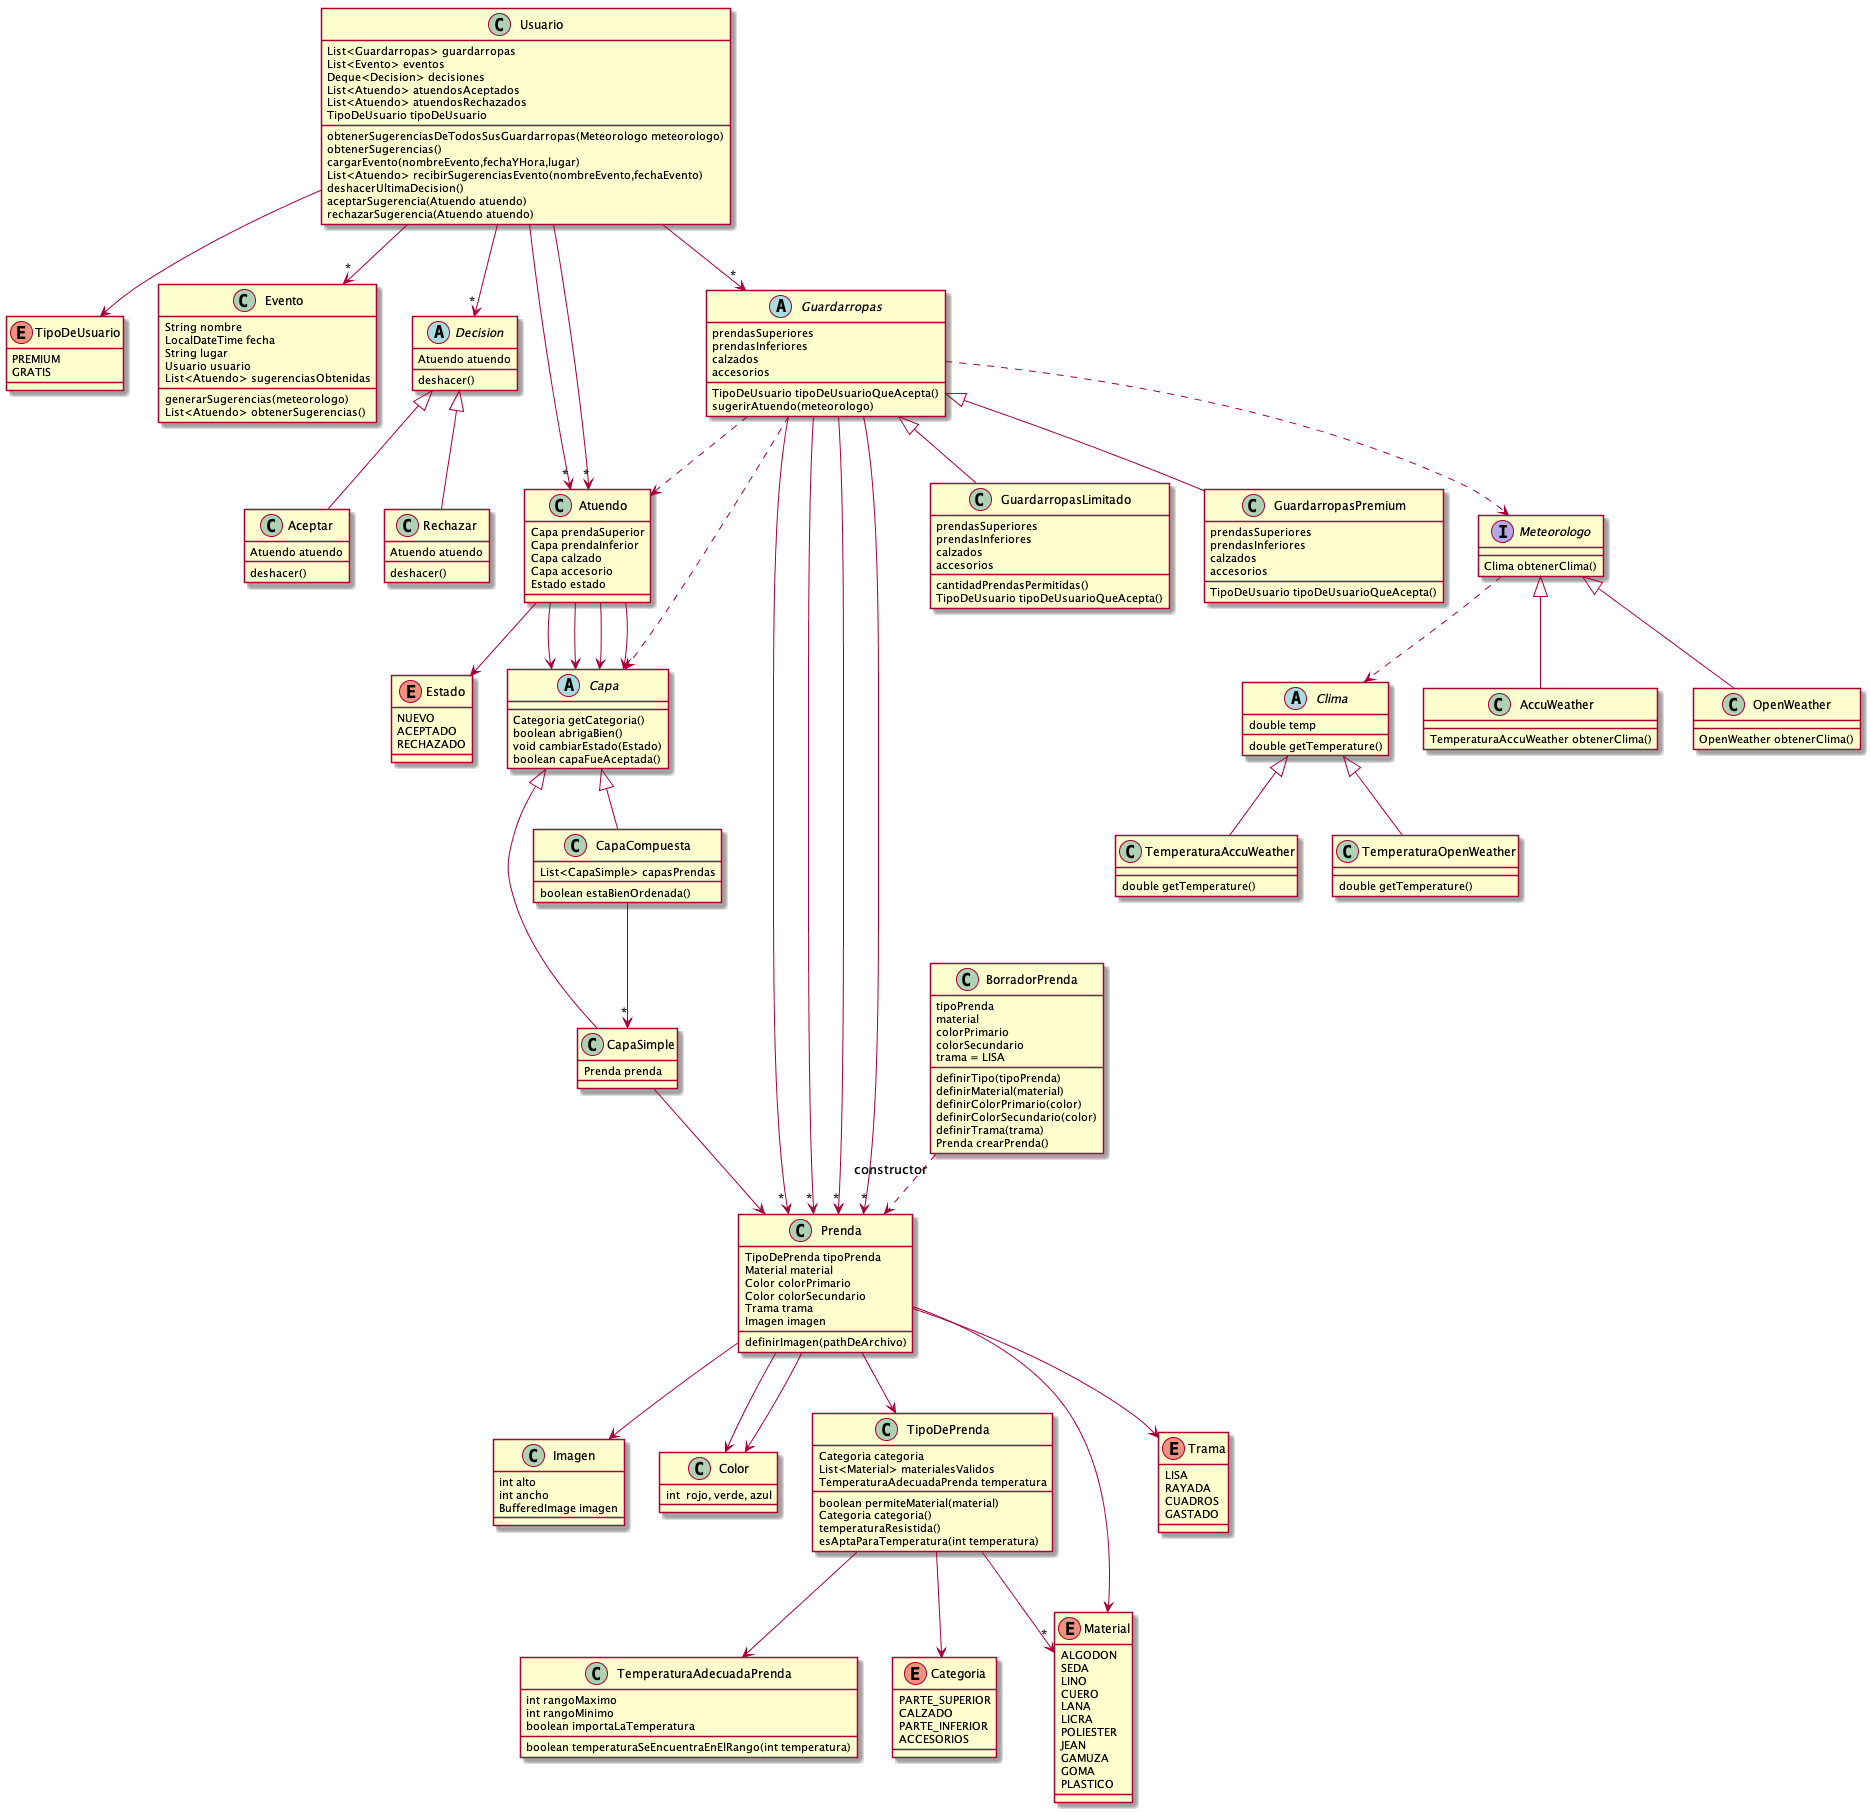 C Usuario
List<Guardarropas> guardarropas
List<Evento> eventos
Deque<Decision> decisiones
List<Atuendo> atuendosAceptados
List<Atuendo> atuendosRechazados
TipoDeUsuario tipoDeUsuario
obtenerSugerenciasDeTodosSusGuardarropas(Meteorologo meteorologo)
obtenerSugerencias()
cargarEvento(nombreEvento,fechaYHora,lugar)
List<Atuendo> recibirSugerenciasEvento(nombreEvento,fechaEvento)
deshacerUltimaDecision()
aceptarSugerencia(Atuendo atuendo)
rechazarSugerencia(Atuendo atuendo)
*
*
*
E TipoDeUsuario
PREMIUM
GRATIS
C Evento
String nombre
LocalDateTime fecha
String lugar
Usuario usuario
List<Atuendo> sugerenciasObtenidas
generarSugerencias(meteorologo)
List<Atuendo> obtenerSugerencias()
A Decision
Atuendo atuendo
deshacer()
A Guardarropas
prendasSuperiores
prendasInferiores
calzados
accesorios
TipoDeUsuario tipoDeUsuarioQueAcepta()
sugerirAtuendo(meteorologo)
*
*
C Aceptar
Atuendo atuendo
deshacer()
C Rechazar
Atuendo atuendo
deshacer()
C Atuendo
Capa prendaSuperior
Capa prendaInferior
Capa calzado
Capa accesorio
Estado estado
C GuardarropasLimitado
prendasSuperiores
prendasInferiores
calzados
accesorios
cantidadPrendasPermitidas()
TipoDeUsuario tipoDeUsuarioQueAcepta()
C GuardarropasPremium
prendasSuperiores
prendasInferiores
calzados
accesorios
TipoDeUsuario tipoDeUsuarioQueAcepta()
I Meteorologo
Clima obtenerClima()
E Estado
NUEVO
ACEPTADO
RECHAZADO
A Capa
Categoria getCategoria()
boolean abrigaBien()
void cambiarEstado(Estado)
boolean capaFueAceptada()
A Clima
double temp
double getTemperature()
C AccuWeather
TemperaturaAccuWeather obtenerClima()
C OpenWeather
OpenWeather obtenerClima()
C CapaCompuesta
List<CapaSimple> capasPrendas
boolean estaBienOrdenada()
C TemperaturaAccuWeather
double getTemperature()
C TemperaturaOpenWeather
double getTemperature()
*
C CapaSimple
Prenda prenda
C BorradorPrenda
tipoPrenda
material
colorPrimario
colorSecundario
trama = LISA
definirTipo(tipoPrenda)
definirMaterial(material)
definirColorPrimario(color)
definirColorSecundario(color)
definirTrama(trama)
Prenda crearPrenda()
constructor
*
*
*
*
C Prenda
TipoDePrenda tipoPrenda
Material material
Color colorPrimario
Color colorSecundario
Trama trama
Imagen imagen
definirImagen(pathDeArchivo)
C Imagen
int alto
int ancho
BufferedImage imagen
C Color
int rojo, verde, azul
C TipoDePrenda
Categoria categoria
List<Material> materialesValidos
TemperaturaAdecuadaPrenda temperatura
boolean permiteMaterial(material)
Categoria categoria()
temperaturaResistida()
esAptaParaTemperatura(int temperatura)
E Trama
LISA
RAYADA
CUADROS
GASTADO
*
C TemperaturaAdecuadaPrenda
int rangoMaximo
int rangoMinimo
boolean importaLaTemperatura
boolean temperaturaSeEncuentraEnElRango(int temperatura)
E Categoria
PARTE_SUPERIOR
CALZADO
PARTE_INFERIOR
ACCESORIOS
E Material
ALGODON
SEDA
LINO
CUERO
LANA
LICRA
POLIESTER
JEAN
GAMUZA
GOMA
PLASTICO